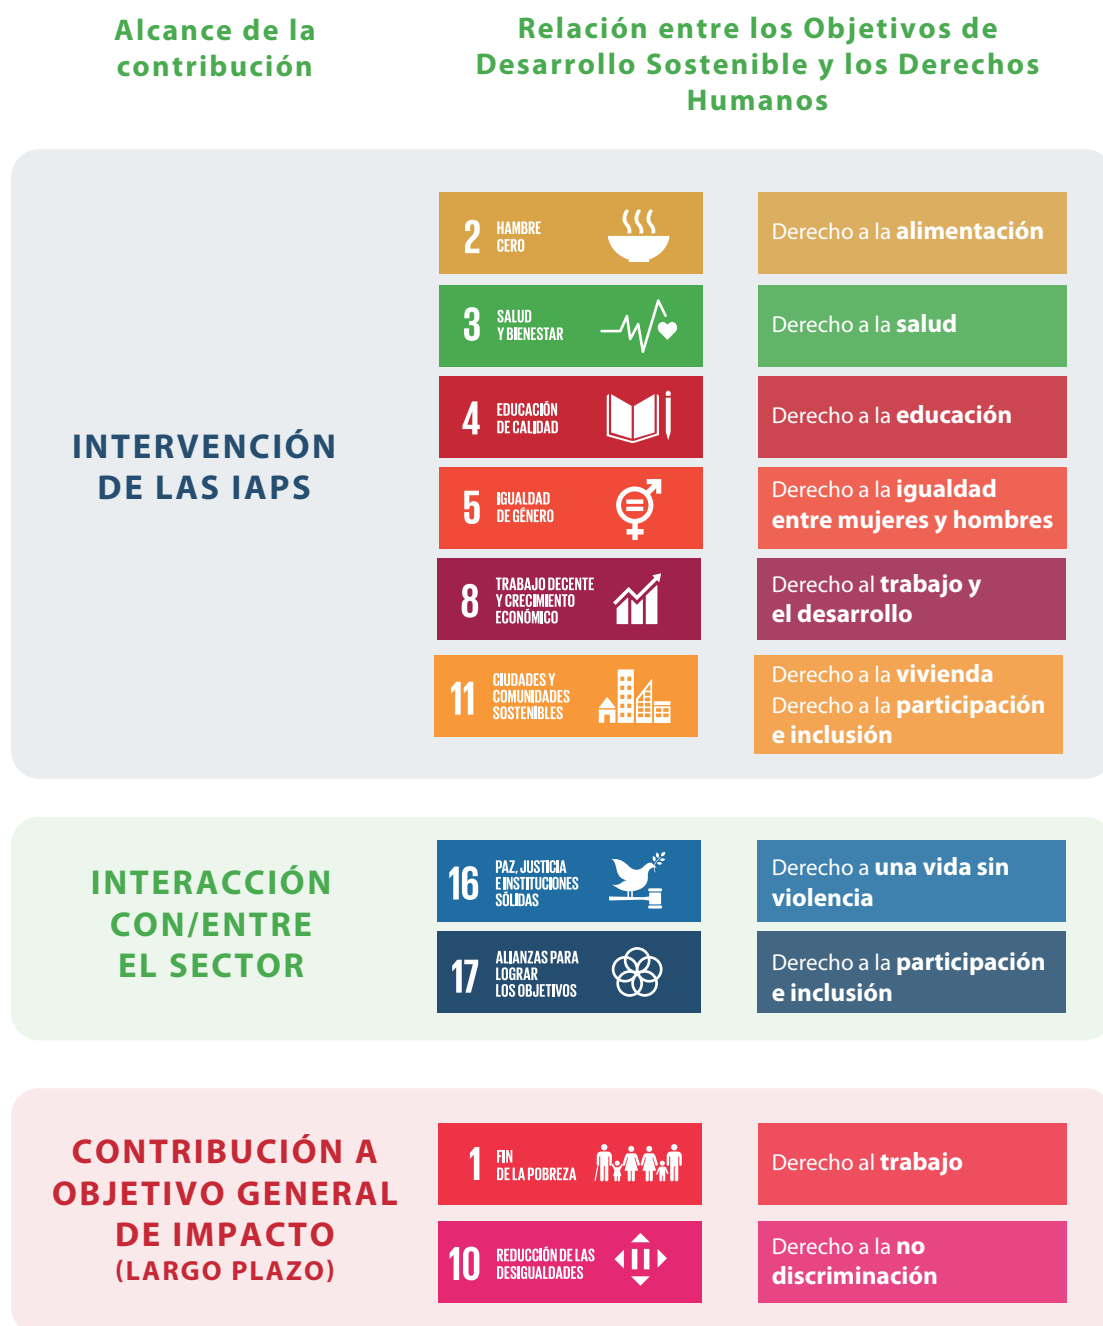 Alcance de la
contribución
Relación entre los Objetivos de
Desarrollo Sostenible y los Derechos
Humanos
INTERVENCIÓN
DE LAS IAPS
2 HAMBRE
CERO
Derecho a la alimentación
3 SALUD
Y BIENESTAR
Derecho a la salud
4 EDUCACIÓN
DE CALIDAD
Derecho a la educación
5 IGUALDAD
DE GÉNERO
Derecho a la igualdad
entre mujeres y hombres
8 TRABAJO DECENTE
Y CRECIMIENTO
ECONÓMICO
Derecho al trabajo y
el desarrollo
11 CIUDADES Y
COMUNIDADES
SOSTENIBLES
Derecho a la vivienda
Derecho a la participación
e inclusión
INTERACCIÓN
CON/ENTRE
EL SECTOR
16 PAZ, JUSTICIA
E INSTITUCIONES
SÓLIDAS
Derecho a una vida sin
violencia
17 ALIANZAS PARA
LOGRAR
LOS OBJETIVOS
Derecho a la participación
e inclusión
CONTRIBUCIÓN A
OBJETIVO GENERAL
DE IMPACTO
(LARGO PLAZO)
1 FIN
DE LA POBREZA
Derecho al trabajo
10 REDUCCIÓN DE LAS
DESIGUALDADES
Derecho a la no
discriminación